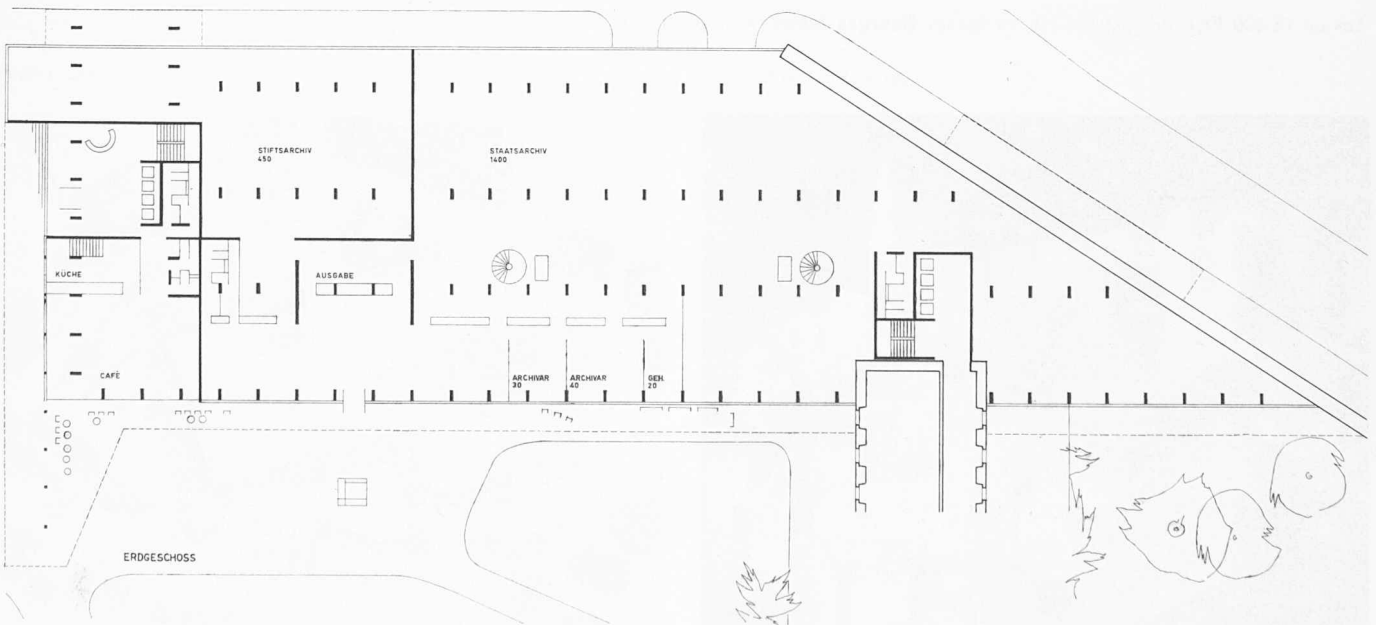 STIFTSARCHIV
450
STAATSARCHIV
1400
KÜCHE
AUSGABE
CAFÉ
ARCHIVAR
30
ARCHIVAR
40
GEH.
20
ERDGESCHOSS